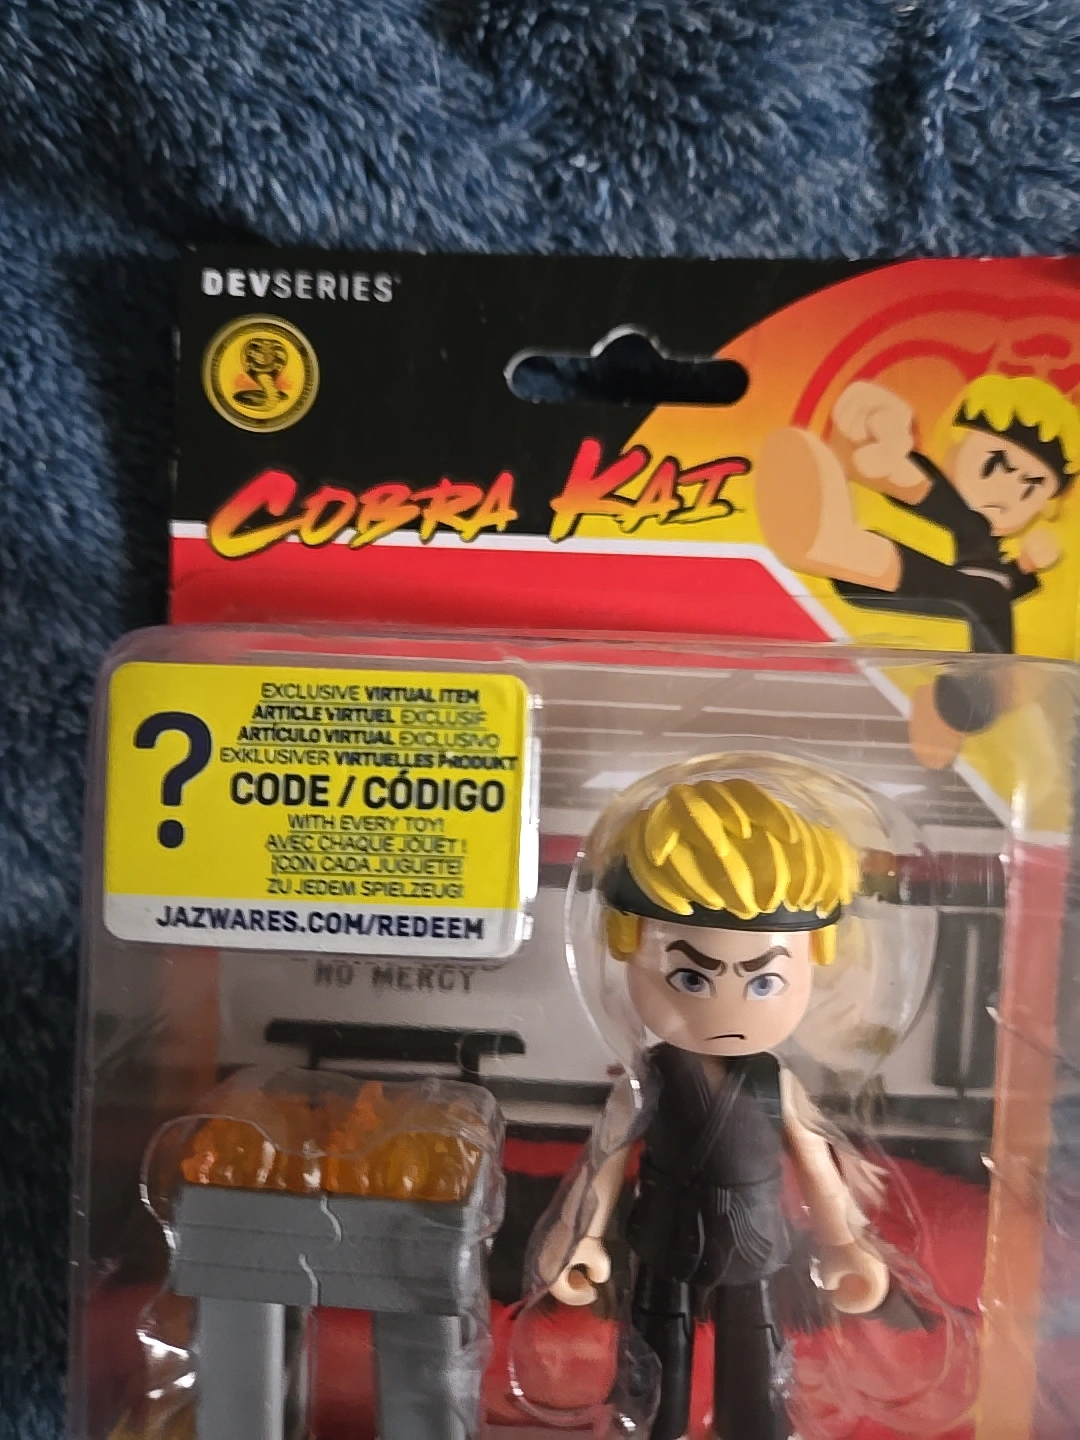 DEVSERIES
COBRA KAI
EXCLUSIVE VIRTUAL ITEM
ARTICLE VIRTUEL EXCLUSIF
ARTÍCULO VIRTUAL EXCLUSIVO
EXKLUSIVER VIRTUELLES PRODUKT
?
CODE / CÓDIGO
WITH EVERY TOY!
AVEC CHAQUE JOUET !
¡CON CADA JUGUETE!
ZU JEDEM SPIELZEUG!
JAZWARES.COM/REDEEM
NO MERCY